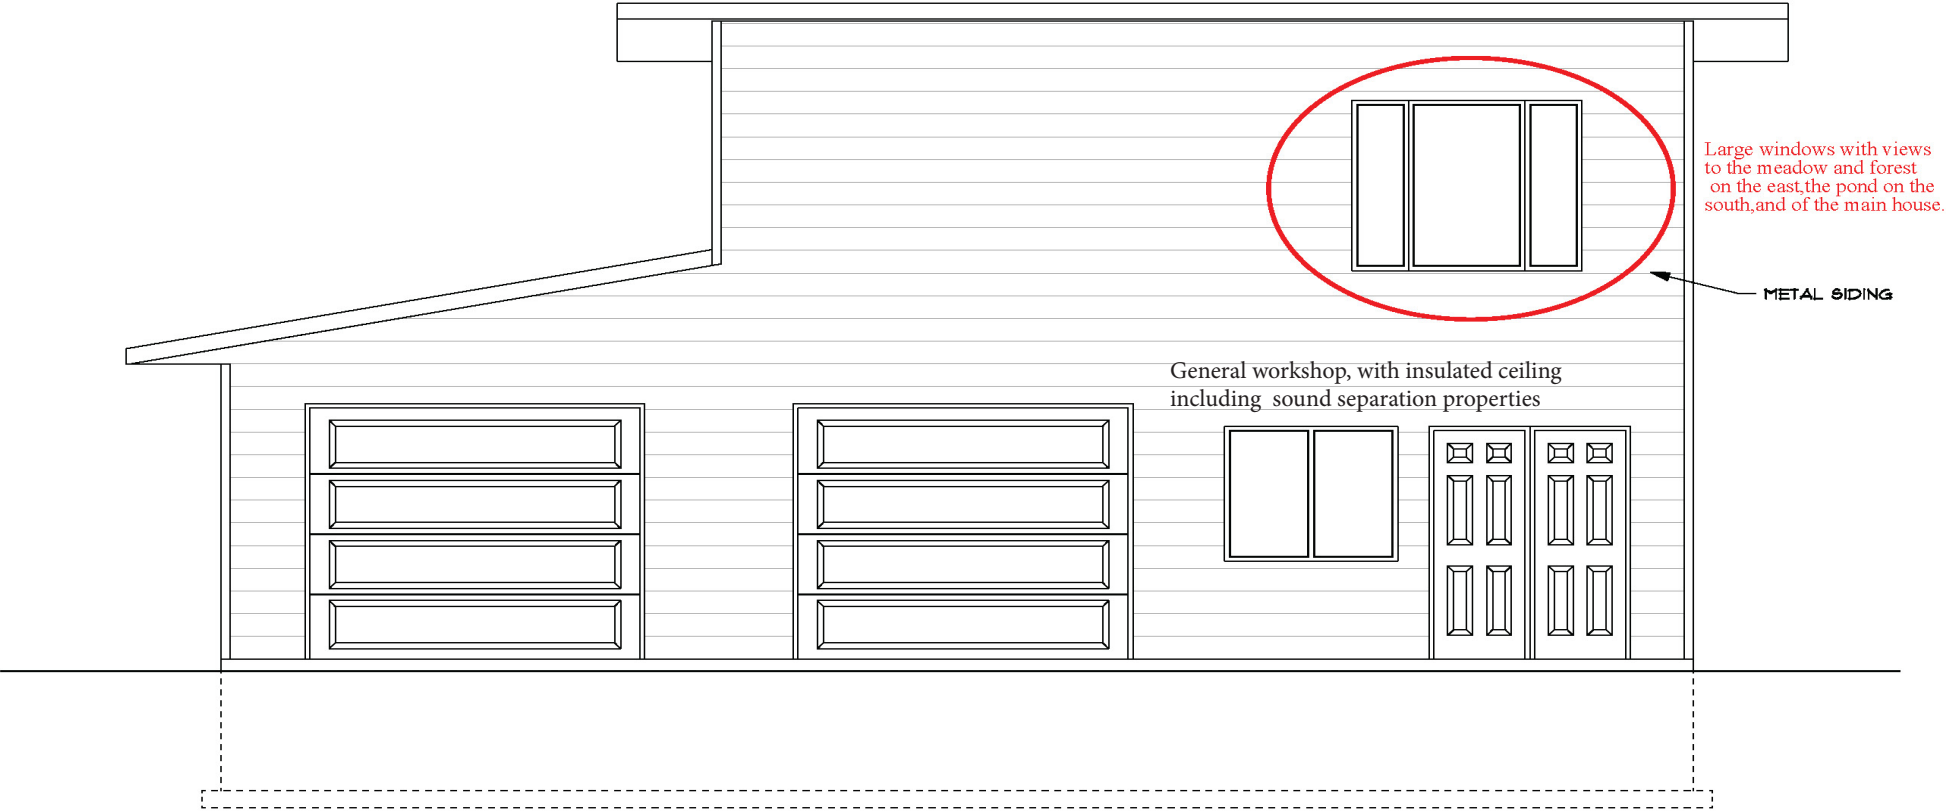 Large windows with views
to the meadow and forest
on the east,the pond on the
south,and of the main house.
METAL SIDING
General workshop, with insulated ceiling
including sound separation properties